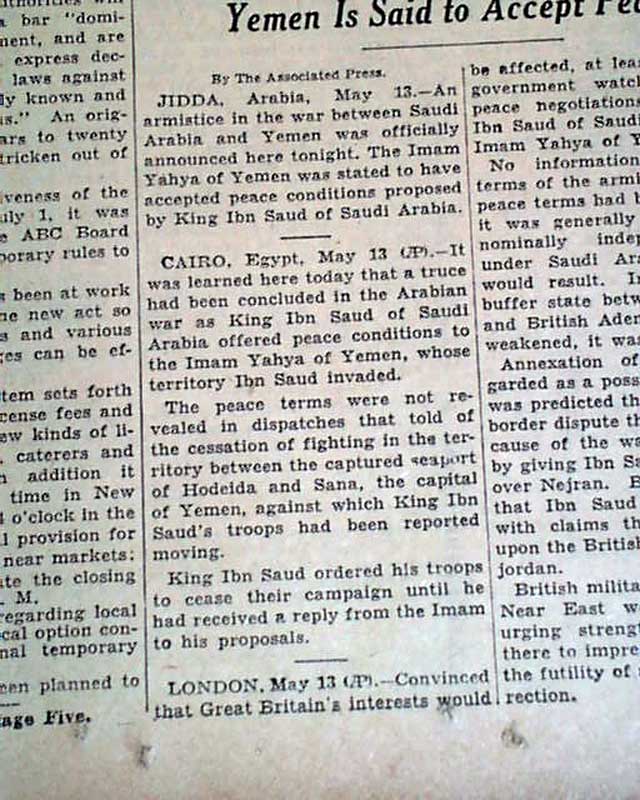 Yemen Is Said to Accept
By The Associated Press.
JIDDA, Arabia, May 13.—An
armistice in the war between Saudi
Arabia and Yemen was officially
announced here tonight. The Imam
Yahya of Yemen was stated to have
accepted peace conditions proposed
by King Ibn Saud of Saudi Arabia.
CAIRO, Egypt, May 13 (AP).—It
was learned here today that a truce
had been concluded in the Arabian
war as King Ibn Saud of Saudi
Arabia offered peace conditions to
the Imam Yahya of Yemen, whose
territory Ibn Saud invaded.
The peace terms were not re-
vealed in dispatches that told of
the cessation of fighting in the ter-
ritory between the captured seaport
of Hodeida and Sana, the capital
of Yemen, against which King Ibn
Saud's troops had been reported
moving.
King Ibn Saud ordered his troops
to cease their campaign until he
had received a reply from the Imam
to his proposals.
LONDON, May 13 (AP).—Convinced
that Great Britain's interests would
be affected, at
government
peace
Ibn Saud of
Imam Yahya of
No information
terms of the
peace terms had
it was generally
nominally
under Saudi
would result.
buffer state
and British
weakened, it
Annexation of
garded as a
was predicted
border dispute
cause of the
by giving Ibn
over Nejran.
that Ibn Saud
with claims
upon the British
jordan.
British
Near East
urging
there to
the futility of
rection.
bar "domi-
ment, and are
express dec-
laws against
known and
An orig-
to twenty
out of
of the
1, it was
ABC Board
rules to
been at work
new act so
and various
can be ef-
sets forth
fees and
kinds of li-
caterers and
addition it
time in New
o'clock in the
provision for
near markets;
the closing
M.
regarding local
option con-
temporary
planned to
Five.